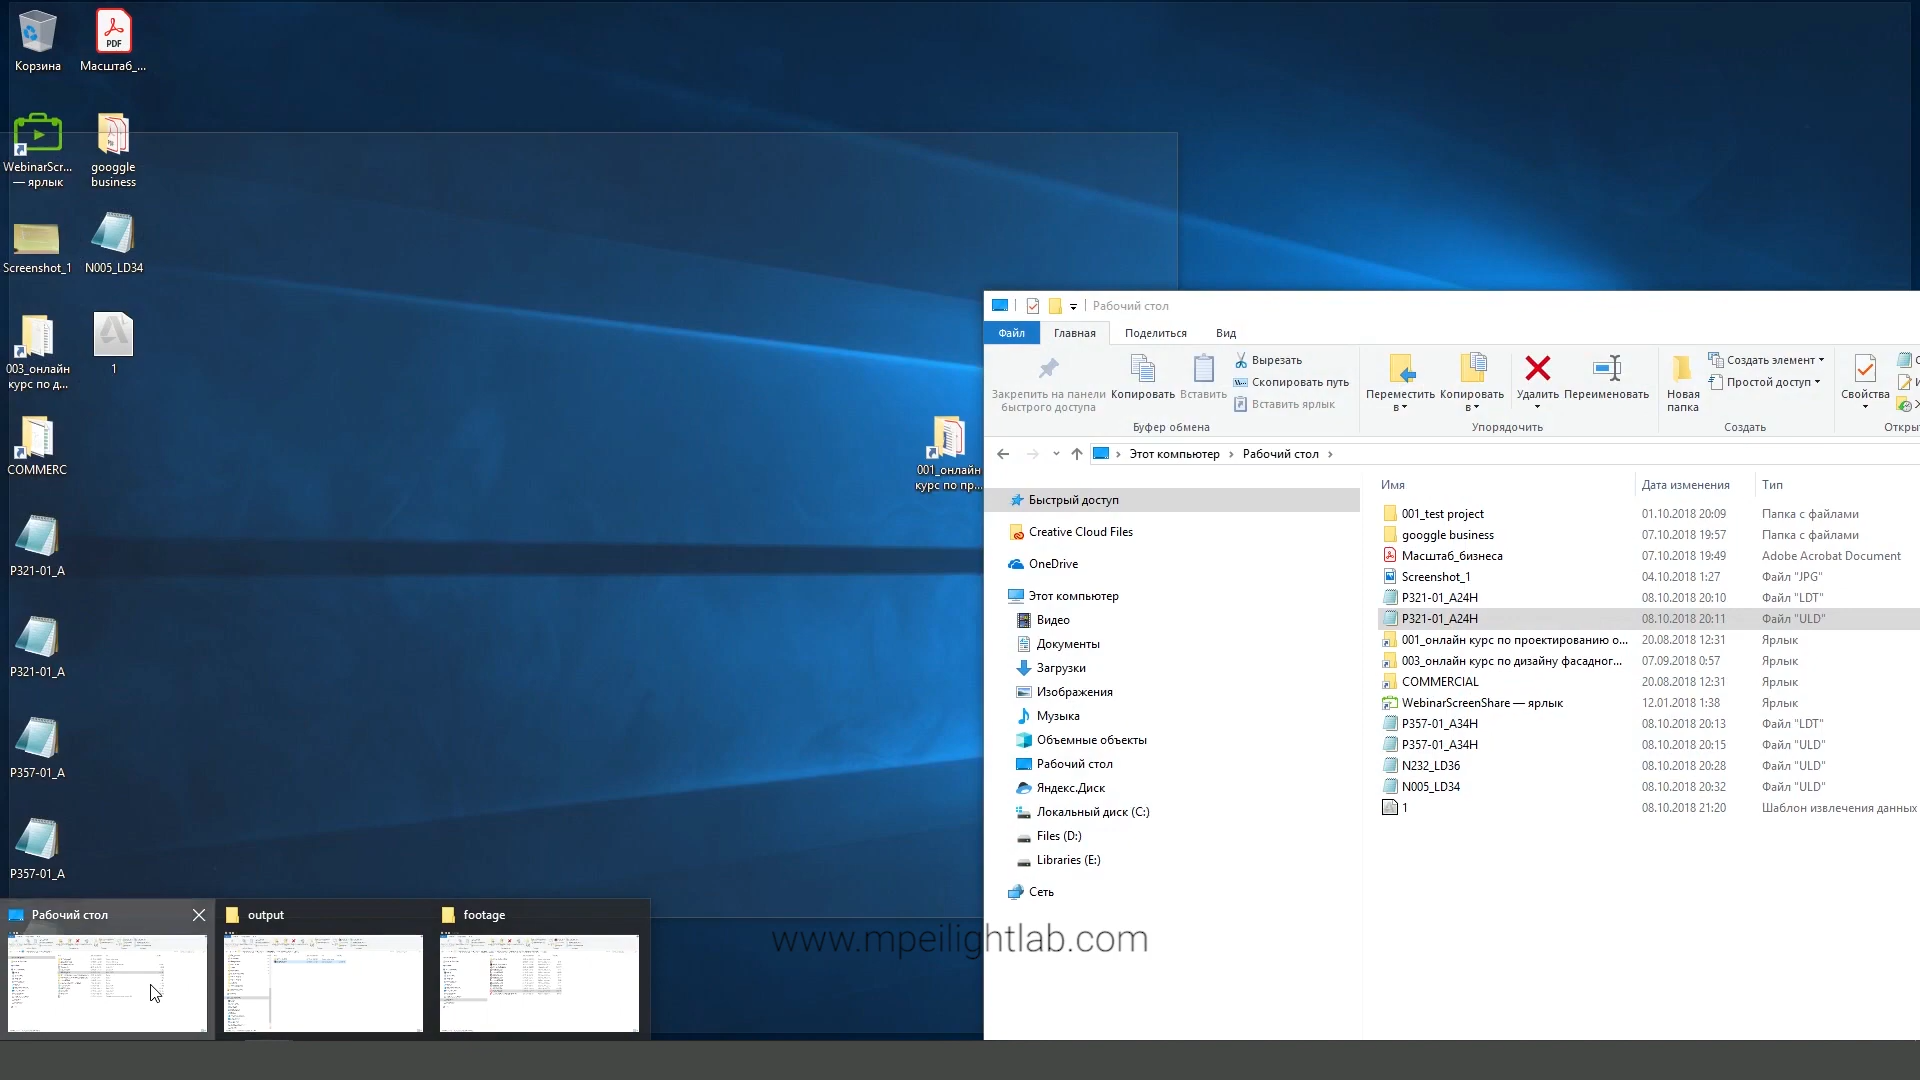 Корзина
Масштаб_...
PDF
WebinarScr...
— ярлык
googgle
business
Screenshot_1
N005_LD34
003_онлайн
курс по д...
1
COMMERC
001_онлайн
курс по пр...
P321-01_A
P321-01_A
P357-01_A
P357-01_A
Рабочий стол
Файл
Главная
Поделиться
Вид
Закрепить на панели
быстрого доступа
Копировать
Вставить
Вырезать
Скопировать путь
Вставить ярлык
Буфер обмена
Переместить
в
Копировать
в
Удалить
Переименовать
Упорядочить
Новая
папка
Создать элемент
Простой доступ
Создать
Свойства
Откры
Этот компьютер
Рабочий стол
Быстрый доступ
Creative Cloud Files
OneDrive
Этот компьютер
Видео
Документы
Загрузки
Изображения
Музыка
Объемные объекты
Рабочий стол
Яндекс.Диск
Локальный диск (C:)
Files (D:)
Libraries (E:)
Сеть
Имя Дата изменения Тип
001_test project 01.10.2018 20:09 Папка с файлами
googgle business 07.10.2018 19:57 Папка с файлами
Масштаб_бизнеса 07.10.2018 19:49 Adobe Acrobat Document
Screenshot_1 04.10.2018 1:27 Файл "JPG"
P321-01_A24H 08.10.2018 20:10 Файл "LDT"
P321-01_A24H 08.10.2018 20:11 Файл "ULD"
001_онлайн курс по проектированию о... 20.08.2018 12:31 Ярлык
003_онлайн курс по дизайну фасадног... 07.09.2018 0:57 Ярлык
COMMERCIAL 20.08.2018 12:31 Ярлык
WebinarScreenShare — ярлык 12.01.2018 1:38 Ярлык
P357-01_A34H 08.10.2018 20:13 Файл "LDT"
P357-01_A34H 08.10.2018 20:15 Файл "ULD"
N232_LD36 08.10.2018 20:28 Файл "ULD"
N005_LD34 08.10.2018 20:32 Файл "ULD"
1 08.10.2018 21:20 Шаблон извлечения данных
Рабочий стол
output
footage
www.mpeilightlab.com